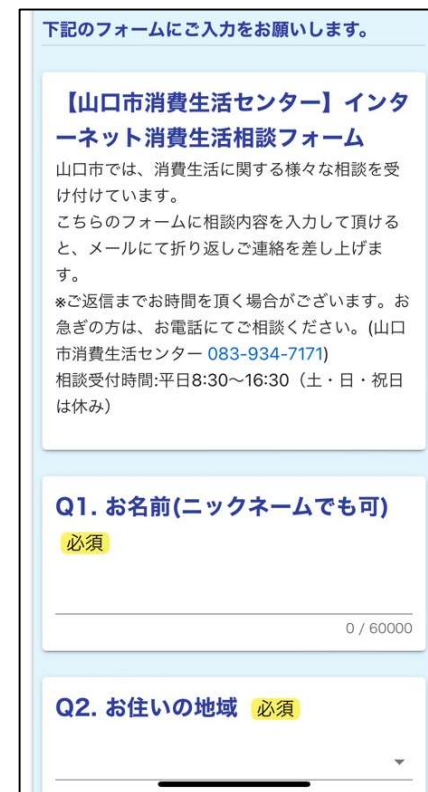 下記のフォームにご入力をお願いします。
【山口市消費生活センター】インタ
ーネット消費生活相談フォーム
山口市では、消費生活に関する様々な相談を受
け付けています。
こちらのフォームに相談内容を入力して頂ける
と、メールにて折り返しご連絡を差し上げま
す。
※ご返信までお時間を頂く場合がございます。お
急ぎの方は、お電話にてご相談ください。(山口
市消費生活センター 083-934-7171)
相談受付時間:平日8:30～16:30（土・日・祝日
は休み）
Q1. お名前(ニックネームでも可)
必須
0 / 60000
Q2. お住いの地域 必須